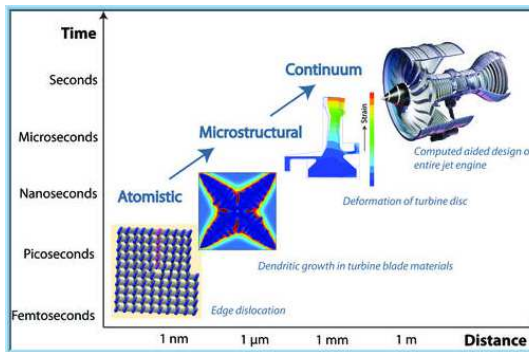 Time
Seconds
Microseconds
Nanoseconds
Picoseconds
Femtoseconds
Continuum
Microstructural
Atomistic
Strain
Computed aided design of
entire jet engine
Deformation of turbine disc
Dendritic growth in turbine blade materials
Edge dislocation
1 nm 1 μm 1 mm 1 m Distance